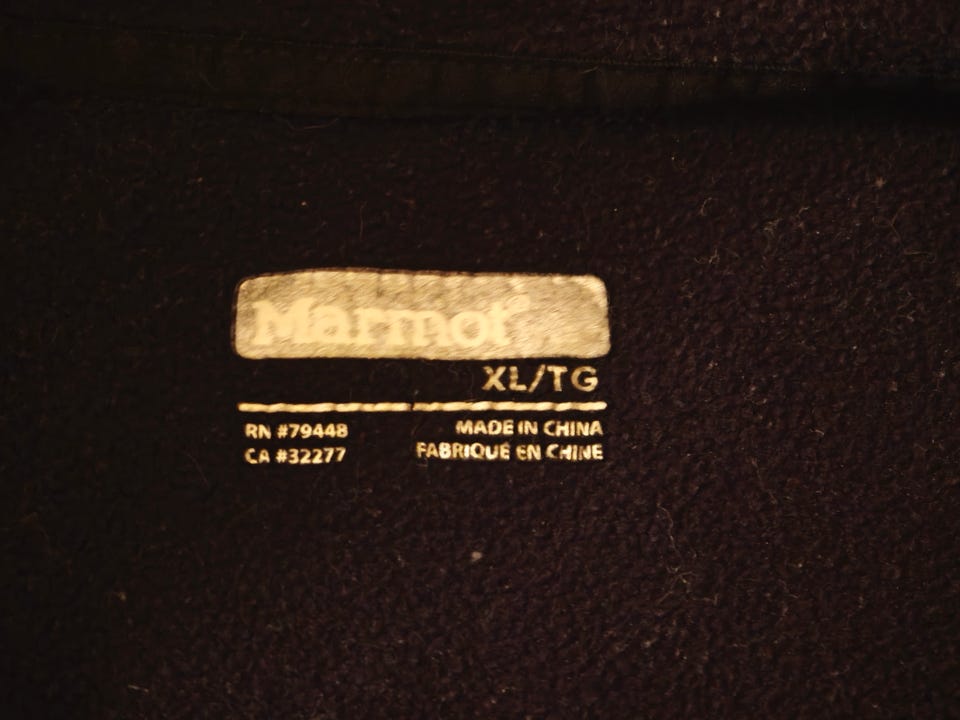 Marmot
XL/TG
RN #79448
MADE IN CHINA
CA #32277
FABRIQUÉ EN CHINE